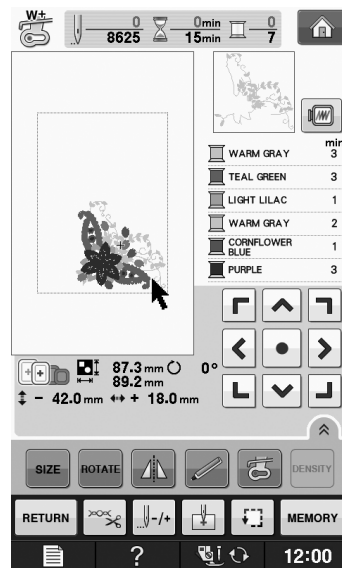 W+ 0 0min 0
8625 15min 7
min
WARM GRAY 3
TEAL GREEN 3
LIGHT LILAC 1
WARM GRAY 2
CORNFLOWER
BLUE 1
PURPLE 3
87.3 mm 0°
89.2 mm
- 42.0 mm + 18.0 mm
SIZE ROTATE DENSITY
RETURN -/+ MEMORY
? 12:00